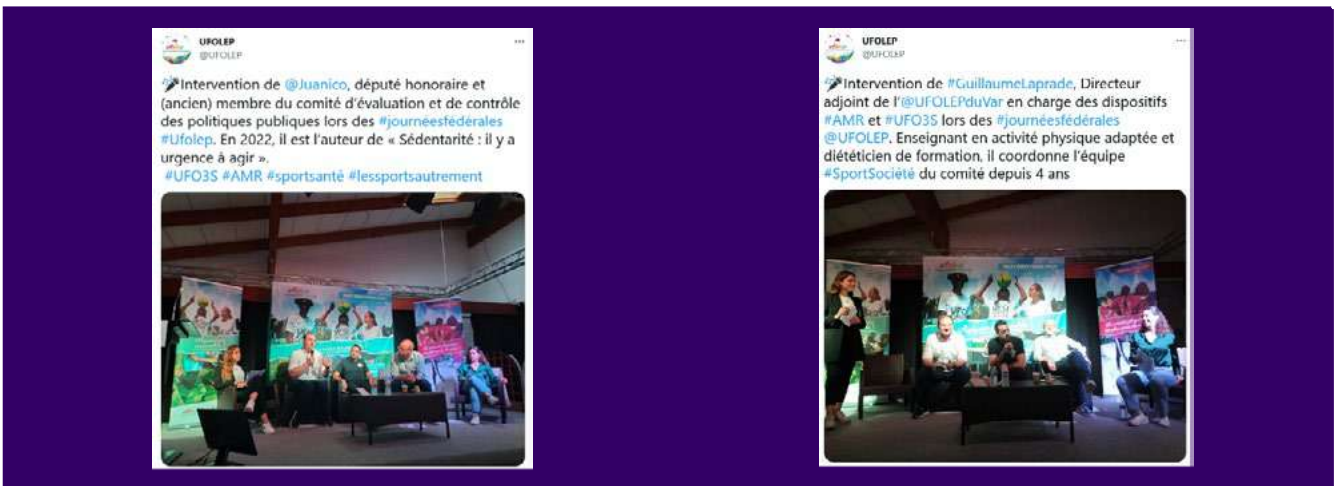 UFOLEP
@UFOLEP
Intervention de @Juanico, député honoraire et
(ancien) membre du comité d'évaluation et de contrôle
des politiques publiques lors des #journéesfédérales
#Ufolep. En 2022, il est l'auteur de « Sédentarité : il y a
urgence à agir ».
#UFO3S #AMR #sportsanté #lessportsautrement
UFOLEP
@UFOLEP
Intervention de #GuillaumeLaprade, Directeur
adjoint de l'@UFOLEPduVar en charge des dispositifs
#AMR et #UFO3S lors des #journéesfédérales
@UFOLEP. Enseignant en activité physique adaptée et
diététicien de formation, il coordonne l'équipe
#SportSociété du comité depuis 4 ans